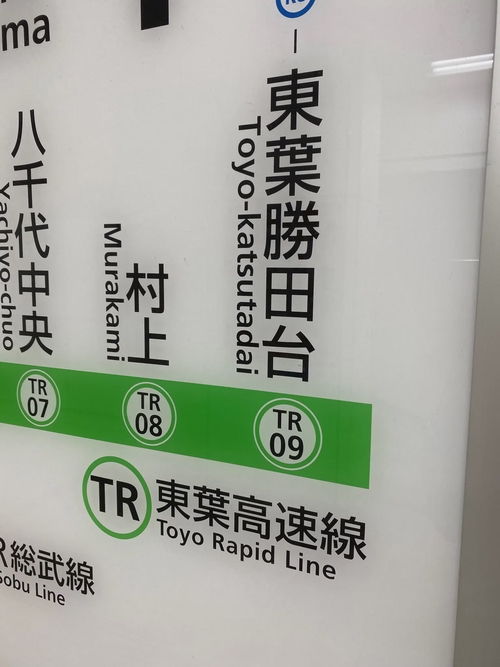 ma
八千代中央
Yachiyo-chuo
村上
Murakami
東葉勝田台
Toyo-katsutadai
TR
07
TR
08
TR
09
TR
東葉高速線
Toyo Rapid Line
R総武線
Sobu Line